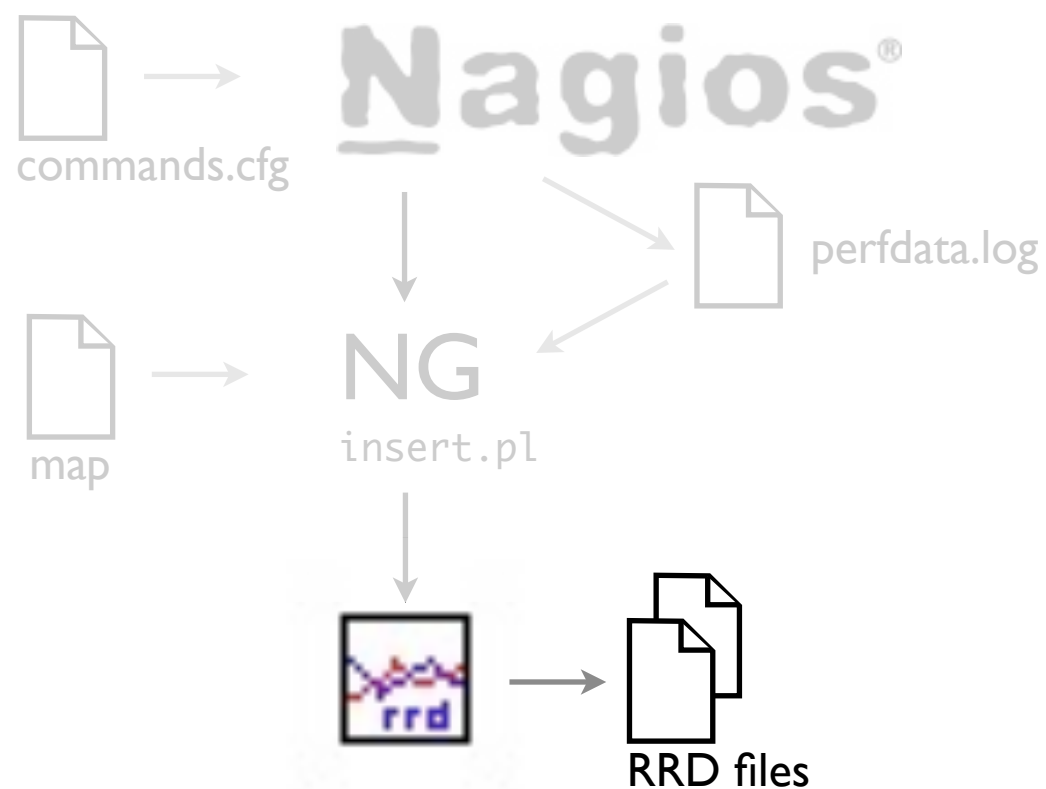 Nagios®
commands.cfg
perfdata.log
NG
insert.pl
map
rrd
RRD files